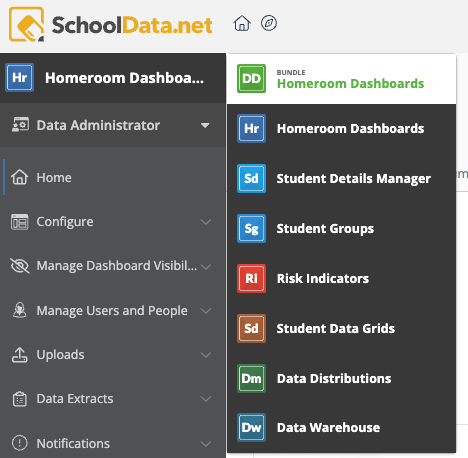 SchoolData.net
Hr Homeroom Dashboa...
Data Administrator
Home
Configure
Manage Dashboard Visibil...
Manage Users and People
Uploads
Data Extracts
Notifications
DD BUNDLE
Homeroom Dashboards
Hr Homeroom Dashboards
Sd Student Details Manager
Sg Student Groups
Ri Risk Indicators
Sd Student Data Grids
Dm Data Distributions
Dw Data Warehouse